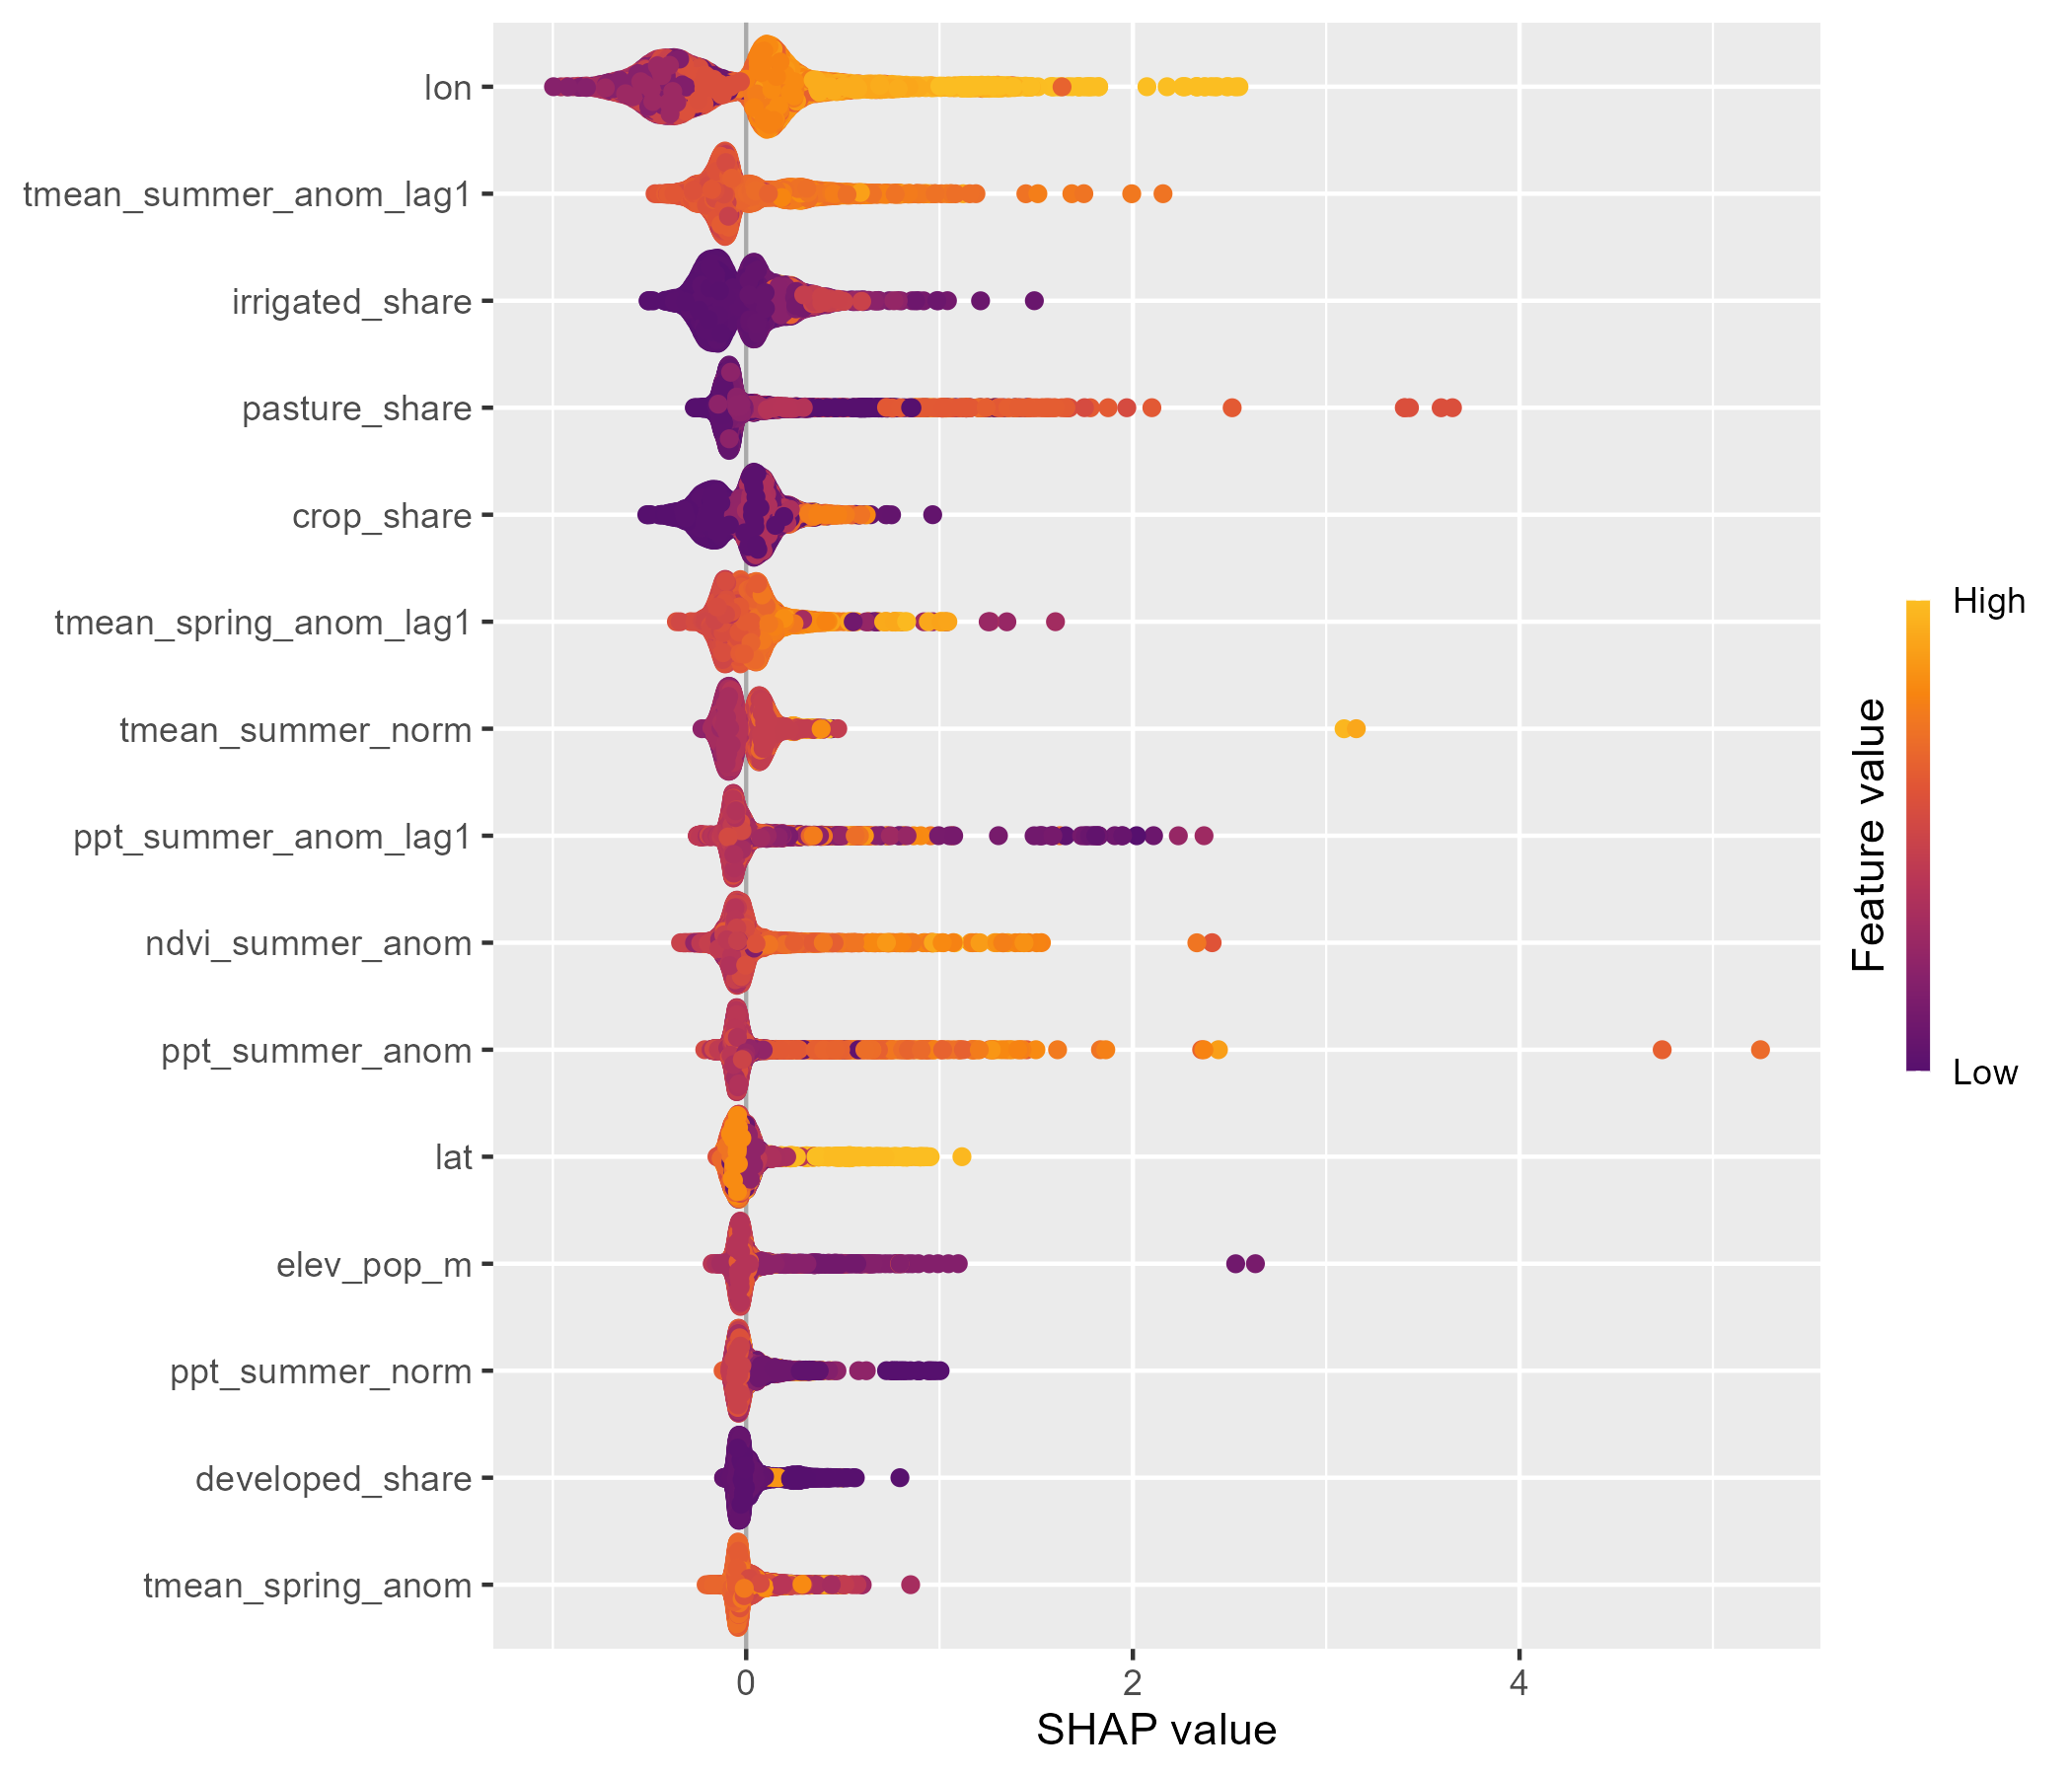 lon
tmean_summer_anom_lag1
irrigated_share
pasture_share
crop_share
tmean_spring_anom_lag1
tmean_summer_norm
ppt_summer_anom_lag1
ndvi_summer_anom
ppt_summer_anom
lat
elev_pop_m
ppt_summer_norm
developed_share
tmean_spring_anom
0 2 4
SHAP value
Feature value
High
Low